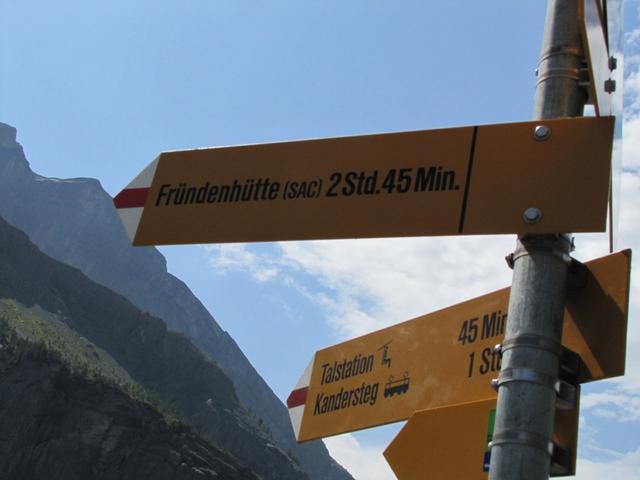 Fründenhütte (SAC) 2 Std. 45 Min.
Talstation 45 Min
Kandersteg 1 Std